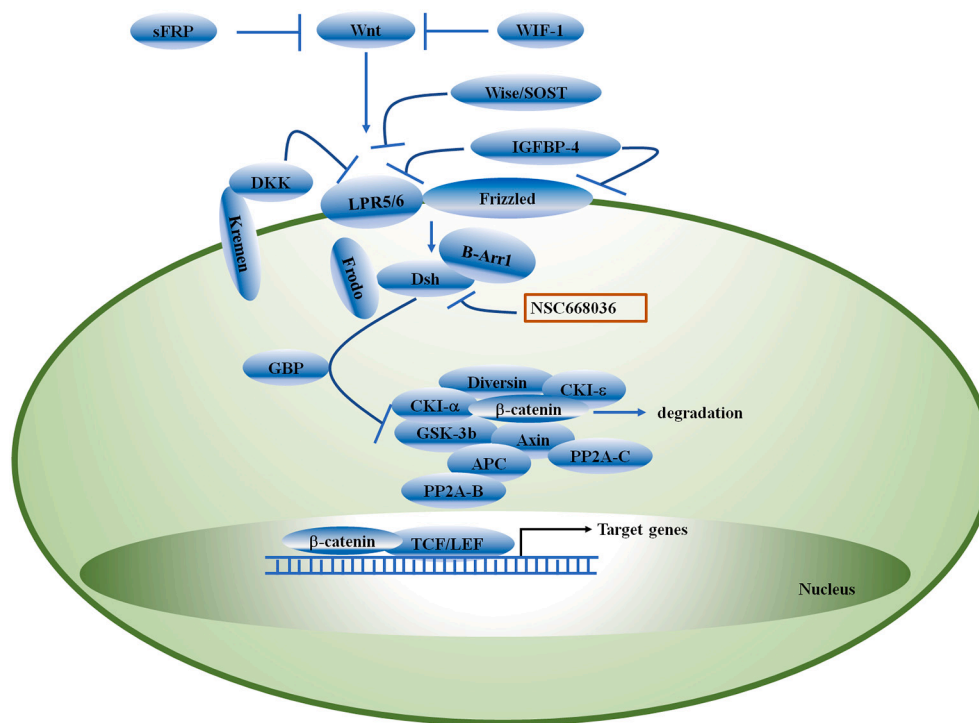 sFRP
Wnt
WIF-1
Wise/SOST
IGFBP-4
DKK
LPR5/6
Frizzled
Kremen
B-Arr1
Frodo
Dsh
NSC668036
GBP
Diversin
CKI-ε
CKI-α
β-catenin
degradation
GSK-3b
Axin
PP2A-C
APC
PP2A-B
β-catenin
TCF/LEF
Target genes
Nucleus